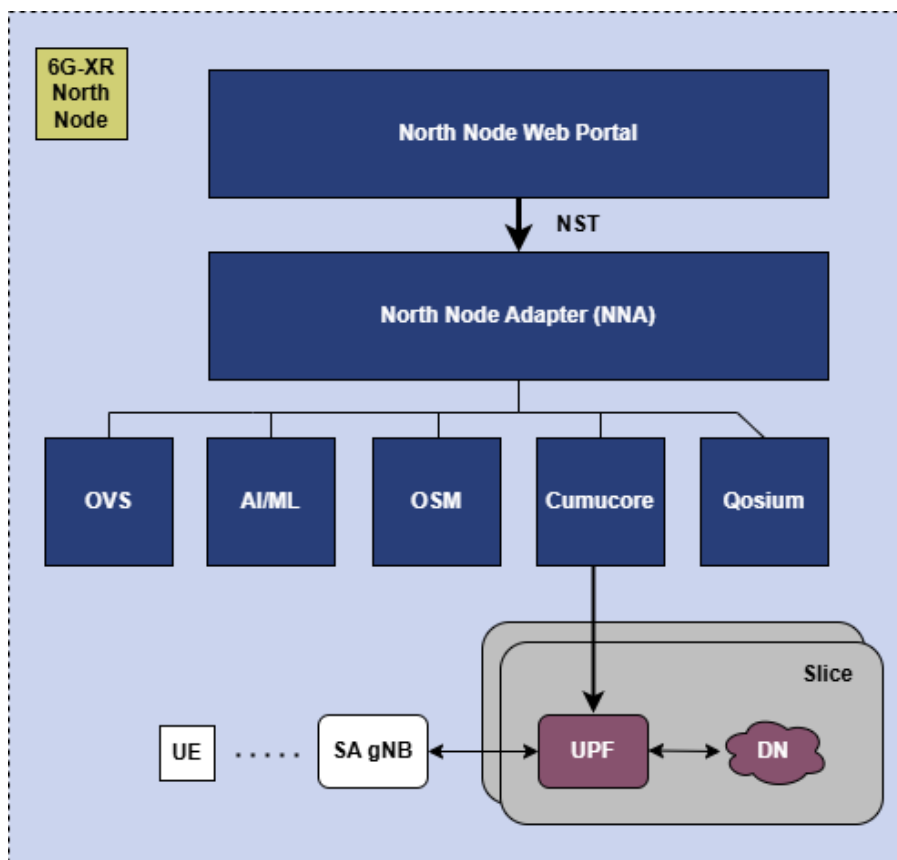 6G-XR
North
Node
North Node Web Portal
NST
North Node Adapter (NNA)
OVS
AI/ML
OSM
Cumucore
Qosium
Slice
UE
SA gNB
UPF
DN